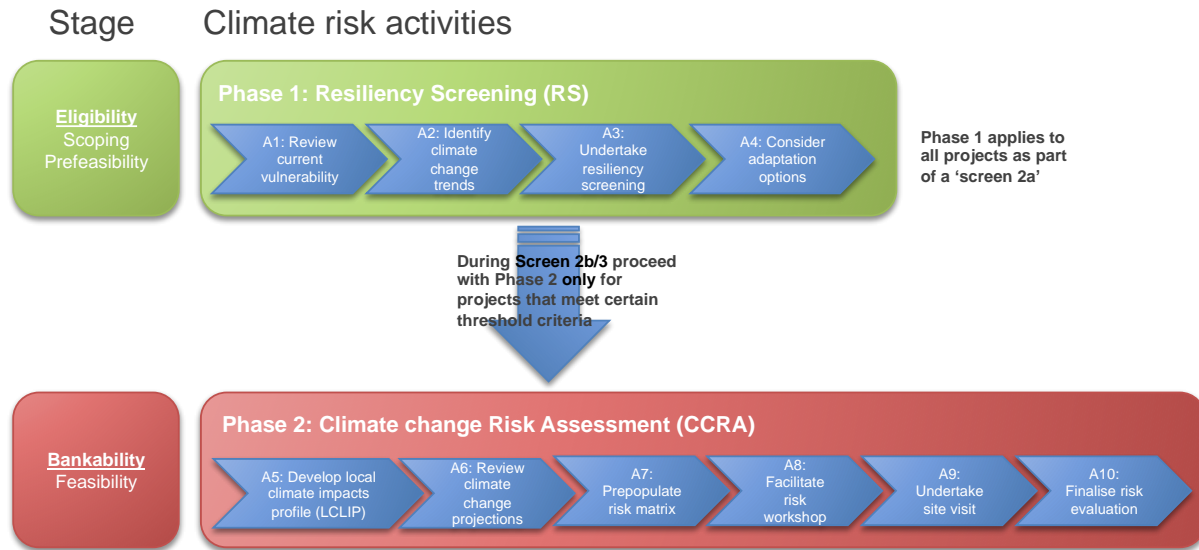 Stage
Climate risk activities
Eligibility
Scoping
Prefeasibility
Phase 1: Resiliency Screening (RS)
A1: Review
current
vulnerability
A2: Identify
climate
change
trends
A3:
Undertake
resiliency
screening
A4: Consider
adaptation
options
Phase 1 applies to
all projects as part
of a ‘screen 2a’
During Screen 2b/3 proceed
with Phase 2 only for
projects that meet certain
threshold criteria
Bankability
Feasibility
Phase 2: Climate change Risk Assessment (CCRA)
A5: Develop local
climate impacts
profile (LCLIP)
A6: Review
climate
change
projections
A7:
Prepopulate
risk matrix
A8:
Facilitate
risk
workshop
A9:
Undertake
site visit
A10:
Finalise risk
evaluation